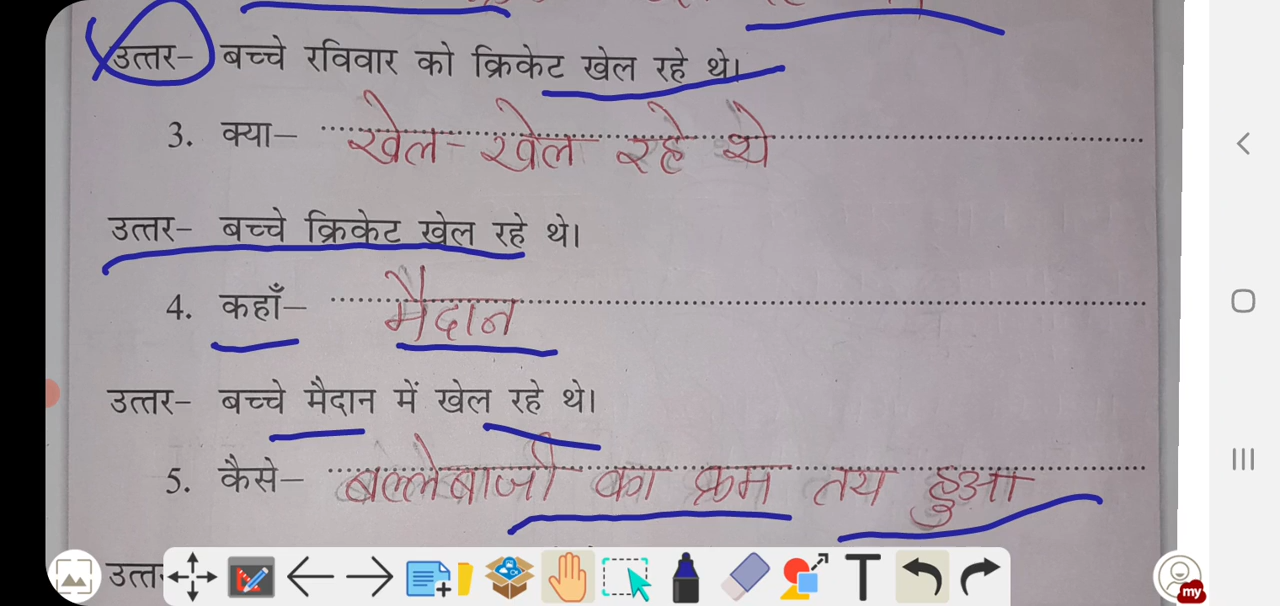 उत्तर- बच्चे रविवार को क्रिकेट खेल रहे थे।
3. क्या- खेल - खेल रहे थे
उत्तर- बच्चे क्रिकेट खेल रहे थे।
4. कहाँ- मैदान
उत्तर- बच्चे मैदान में खेल रहे थे।
5. कैसे- बल्लेबाजी का क्रम तय हुआ
T
my